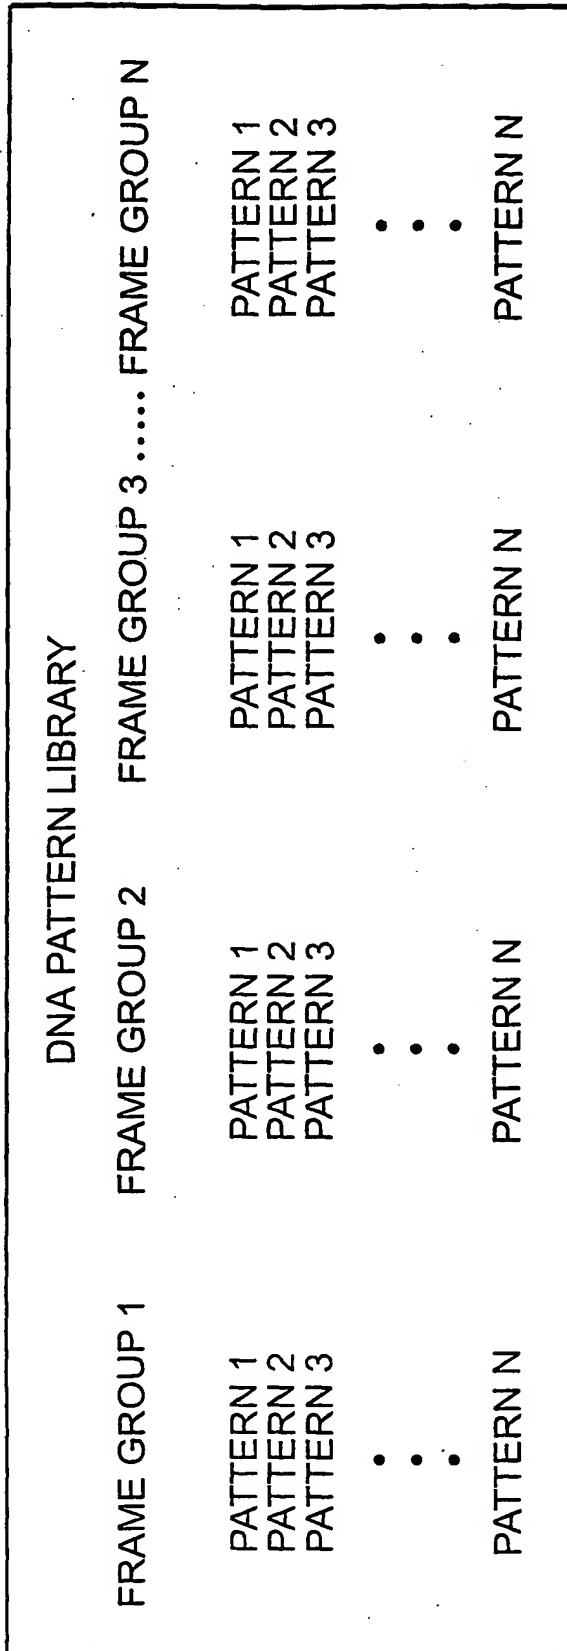 DNA PATTERN LIBRARY
FRAME GROUP 1 FRAME GROUP 2 FRAME GROUP 3 ..... FRAME GROUP N
PATTERN 1 PATTERN 1 PATTERN 1 PATTERN 1
PATTERN 2 PATTERN 2 PATTERN 2 PATTERN 2
PATTERN 3 PATTERN 3 PATTERN 3 PATTERN 3
• • • •
• • • •
• • • •
PATTERN N PATTERN N PATTERN N PATTERN N